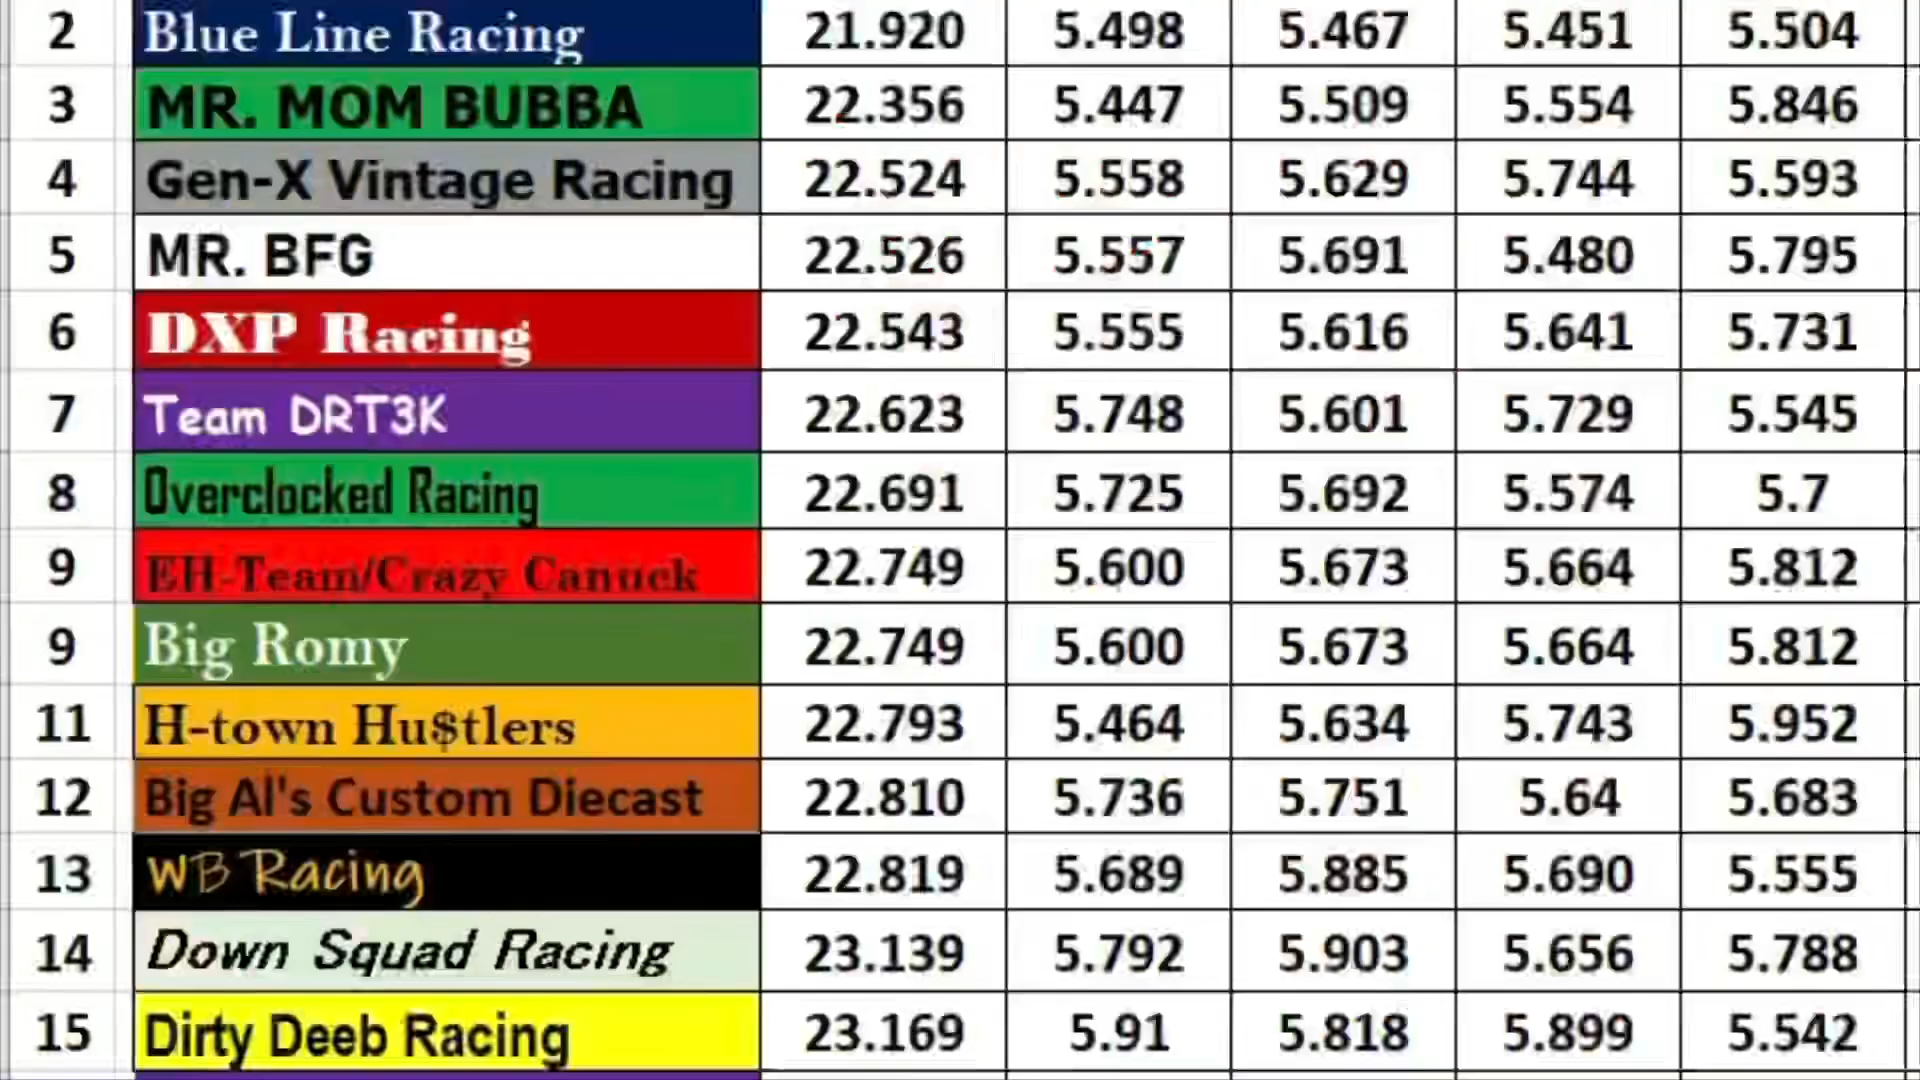 2 Blue Line Racing 21.920 5.498 5.467 5.451 5.504
3 MR. MOM BUBBA 22.356 5.447 5.509 5.554 5.846
4 Gen-X Vintage Racing 22.524 5.558 5.629 5.744 5.593
5 MR. BFG 22.526 5.557 5.691 5.480 5.795
6 DXP Racing 22.543 5.555 5.616 5.641 5.731
7 Team DRT3K 22.623 5.748 5.601 5.729 5.545
8 Overclocked Racing 22.691 5.725 5.692 5.574 5.7
9 EH-Team/Crazy Canuck 22.749 5.600 5.673 5.664 5.812
9 Big Romy 22.749 5.600 5.673 5.664 5.812
11 H-town Hu$tlers 22.793 5.464 5.634 5.743 5.952
12 Big Al's Custom Diecast 22.810 5.736 5.751 5.64 5.683
13 WB Racing 22.819 5.689 5.885 5.690 5.555
14 Down Squad Racing 23.139 5.792 5.903 5.656 5.788
15 Dirty Deeb Racing 23.169 5.91 5.818 5.899 5.542